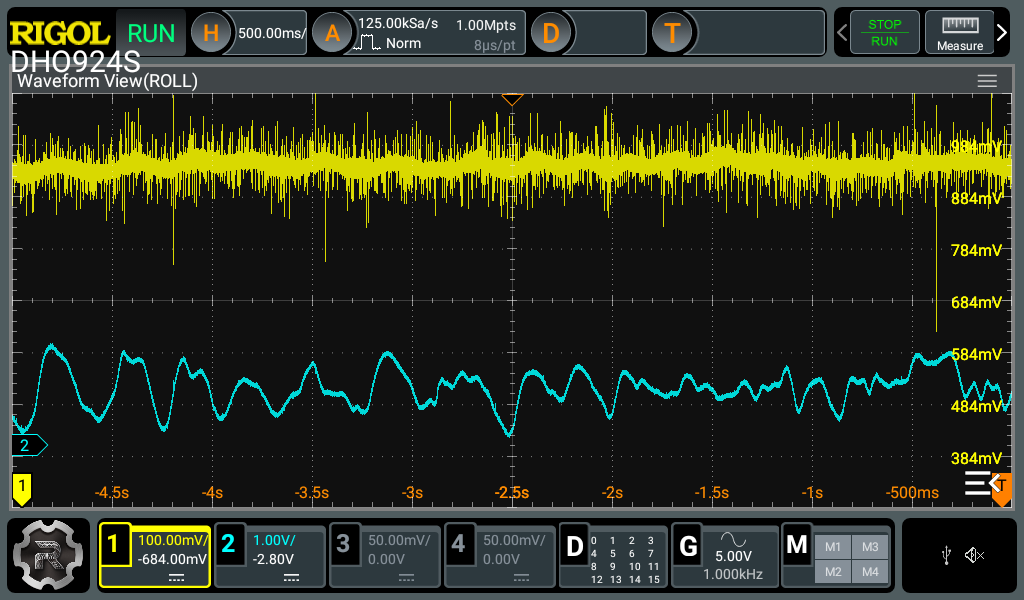 RIGOL RUN H 500.00ms/ A 125.00kSa/s 1.00Mpts D T STOP
Norm 8µs/pt RUN Measure
DHO924S
Waveform View(ROLL)
984mV
884mV
784mV
684mV
584mV
484mV
2
384mV
1 -4.5s -4s -3.5s -3s -2.5s -2s -1.5s -1s -500ms T
R 1 100.00mV/ 2 1.00V/ 3 50.00mV/ 4 50.00mV/ D 0 1 2 3 G 5.00V M M1 M3
-684.00mV -2.80V 0.00V 0.00V 4 5 6 7 1.000kHz M2 M4
8 9 10 11
12 13 14 15